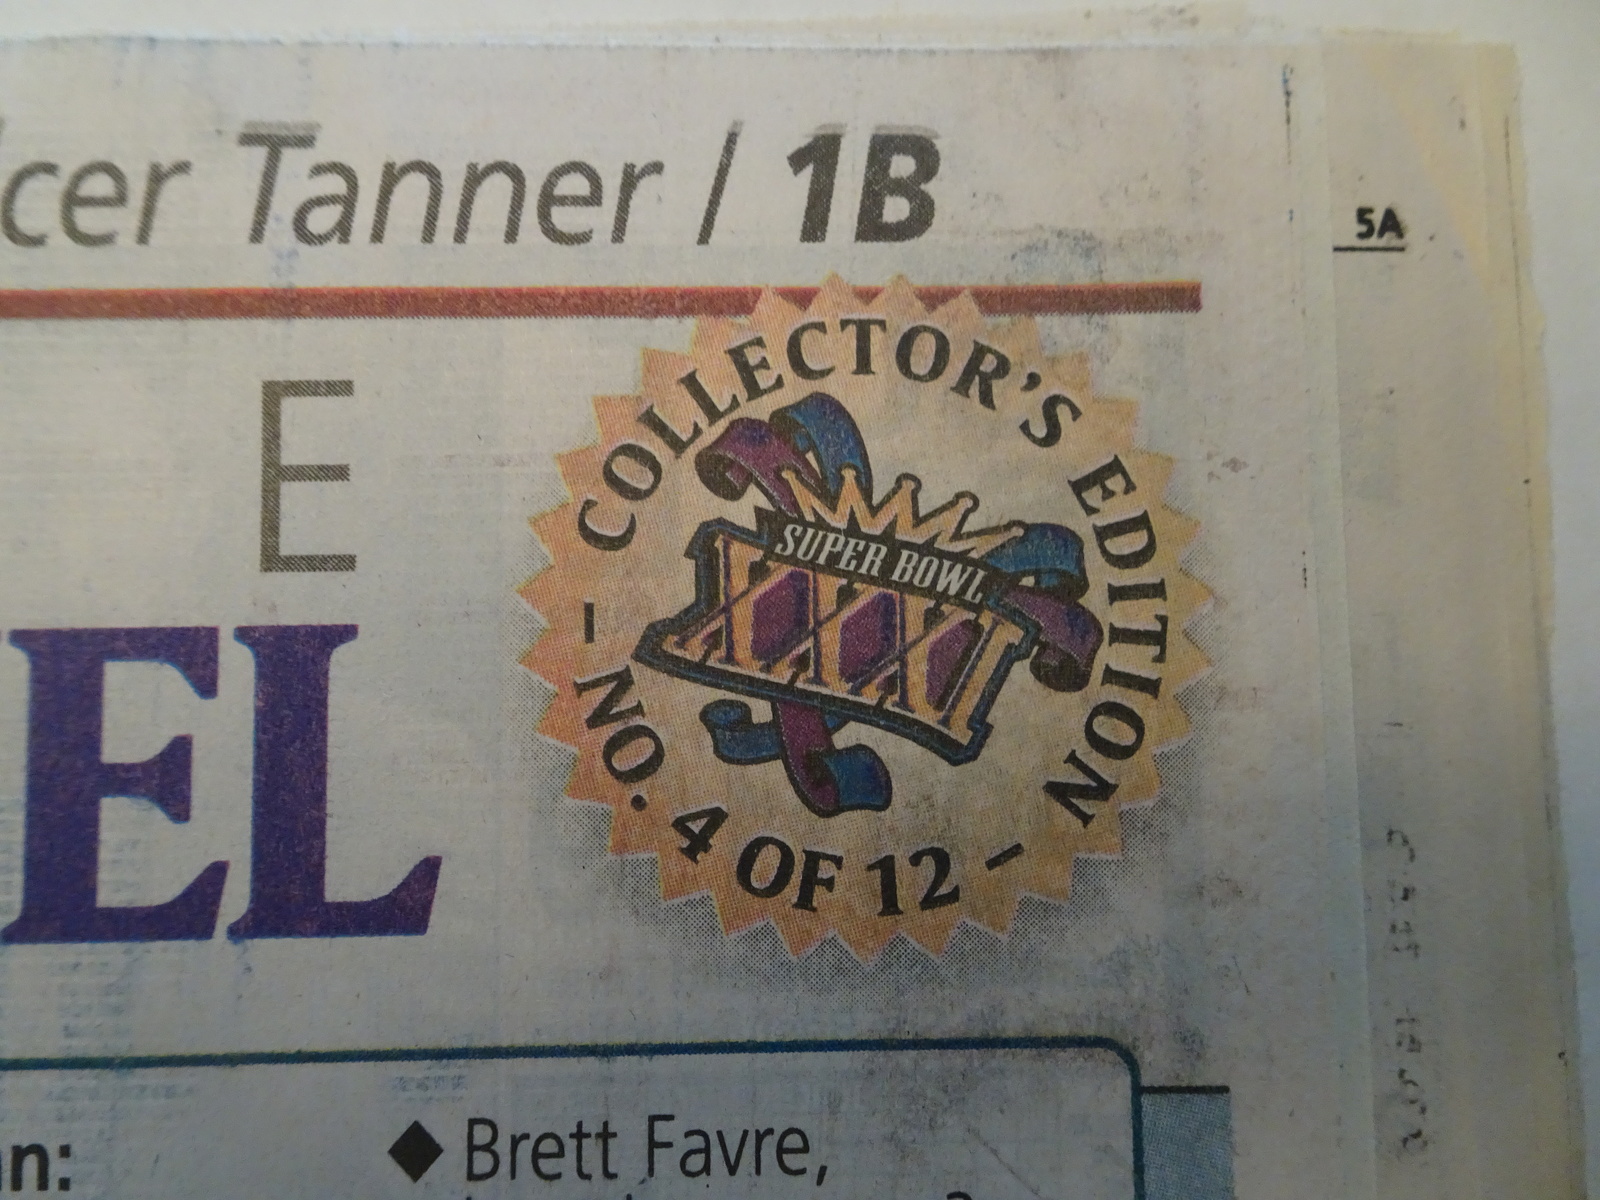 cer Tanner / 1B
5A
E
EL
COLLECTOR'S EDITION
– NO. 4 OF 12 –
SUPER BOWL
XXXI
n:
◆ Brett Favre,